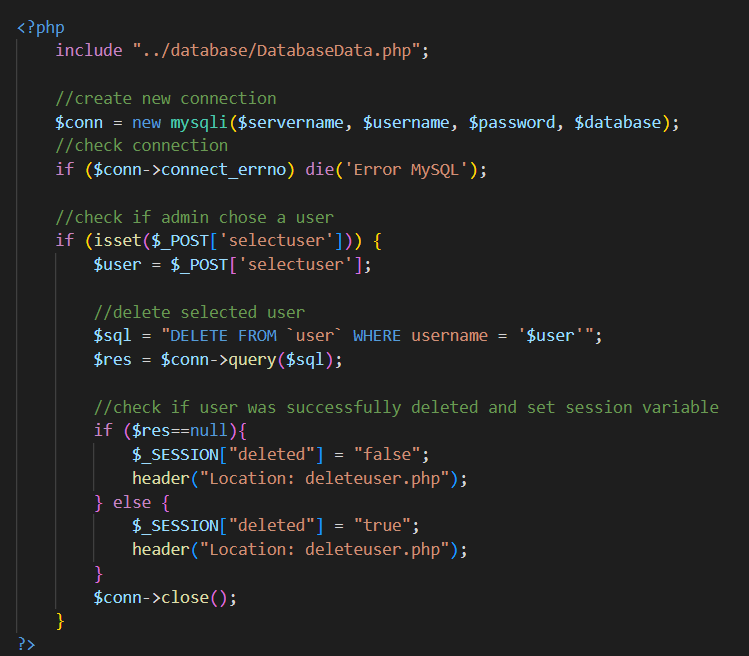 <?php
include "../database/DatabaseData.php";
//create new connection
$conn = new mysqli($servername, $username, $password, $database);
//check connection
if ($conn->connect_errno) die('Error MySQL');
//check if admin chose a user
if (isset($_POST['selectuser'])) {
$user = $_POST['selectuser'];
//delete selected user
$sql = "DELETE FROM `user` WHERE username = '$user'";
$res = $conn->query($sql);
//check if user was successfully deleted and set session variable
if ($res==null){
$_SESSION["deleted"] = "false";
header("Location: deleteuser.php");
} else {
$_SESSION["deleted"] = "true";
header("Location: deleteuser.php");
}
$conn->close();
}
?>